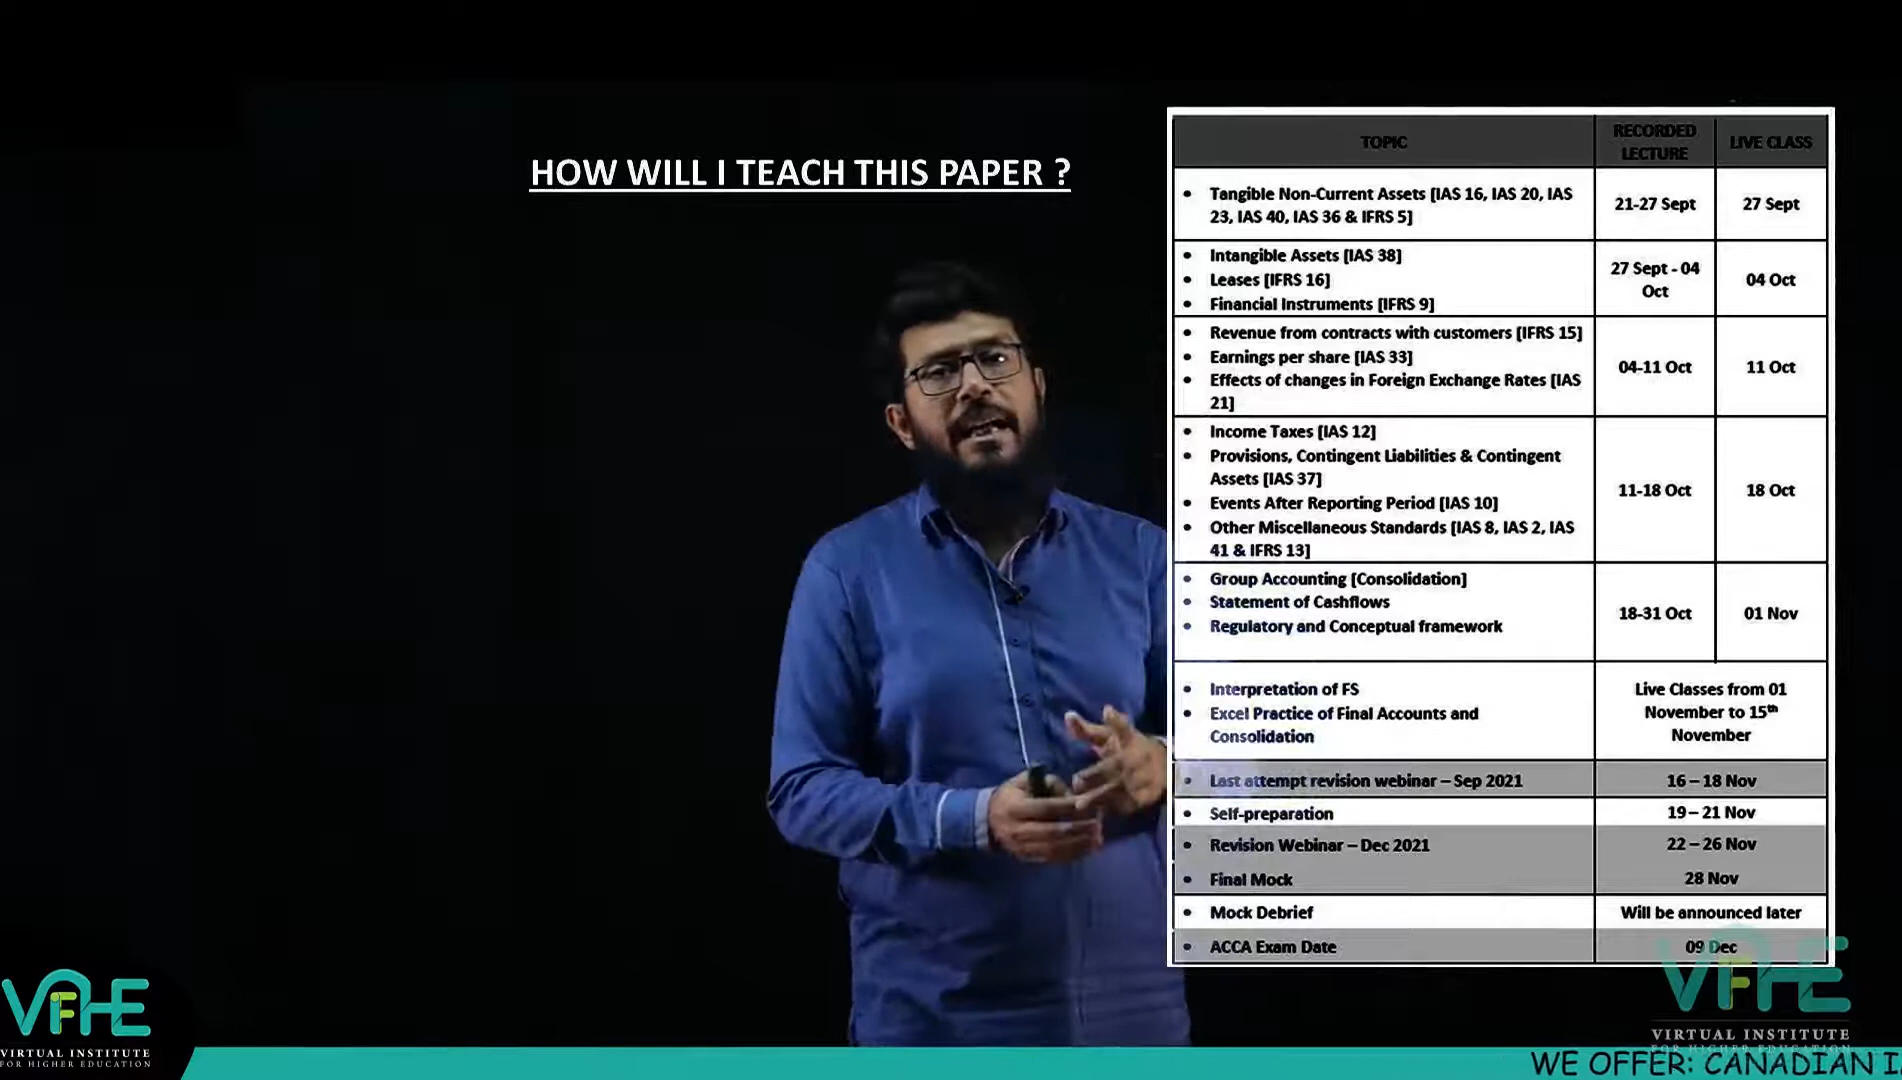 HOW WILL I TEACH THIS PAPER ?
TOPIC
RECORDED
LECTURE
LIVE CLASS
• Tangible Non-Current Assets [IAS 16, IAS 20, IAS
23, IAS 40, IAS 36 & IFRS 5]
21-27 Sept
27 Sept
• Intangible Assets [IAS 38]
• Leases [IFRS 16]
• Financial Instruments [IFRS 9]
27 Sept - 04
Oct
04 Oct
• Revenue from contracts with customers [IFRS 15]
• Earnings per share [IAS 33]
• Effects of changes in Foreign Exchange Rates [IAS
21]
04-11 Oct
11 Oct
• Income Taxes [IAS 12]
• Provisions, Contingent Liabilities & Contingent
Assets [IAS 37]
• Events After Reporting Period [IAS 10]
• Other Miscellaneous Standards [IAS 8, IAS 2, IAS
41 & IFRS 13]
11-18 Oct
18 Oct
• Group Accounting [Consolidation]
• Statement of Cashflows
• Regulatory and Conceptual framework
18-31 Oct
01 Nov
• Interpretation of FS
• Excel Practice of Final Accounts and
Consolidation
Live Classes from 01
November to 15th
November
• Last attempt revision webinar – Sep 2021
16 – 18 Nov
• Self-preparation
19 – 21 Nov
• Revision Webinar – Dec 2021
22 – 26 Nov
• Final Mock
28 Nov
• Mock Debrief
Will be announced later
• ACCA Exam Date
09 Dec
VIFHE
VIRTUAL INSTITUTE
FOR HIGHER EDUCATION
VIFHE
VIRTUAL INSTITUTE
FOR HIGHER EDUCATION
WE OFFER: CANADIAN I